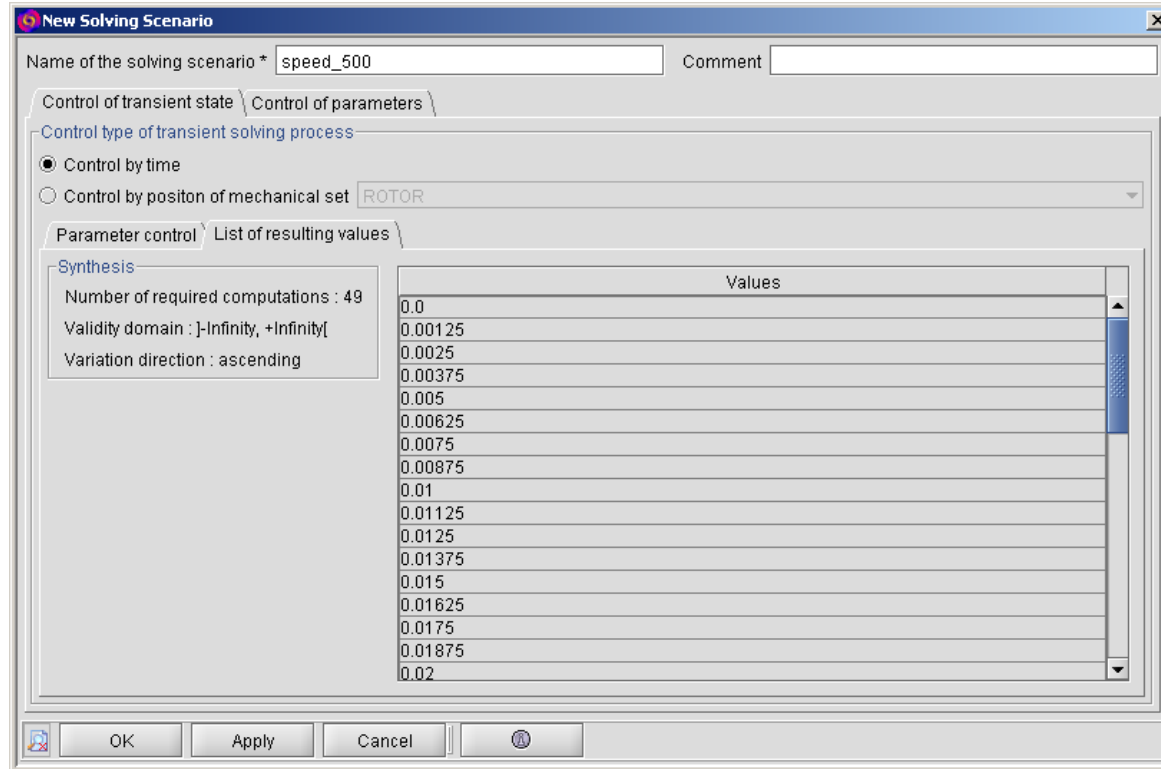 New Solving Scenario
Name of the solving scenario * speed_500 Comment
Control of transient state Control of parameters
Control type of transient solving process
Control by time
Control by positon of mechanical set ROTOR
Parameter control List of resulting values
Synthesis
Number of required computations : 49
Validity domain : ]-Infinity, +Infinity[
Variation direction : ascending
Values
0.0
0.00125
0.0025
0.00375
0.005
0.00625
0.0075
0.00875
0.01
0.01125
0.0125
0.01375
0.015
0.01625
0.0175
0.01875
0.02
OK Apply Cancel